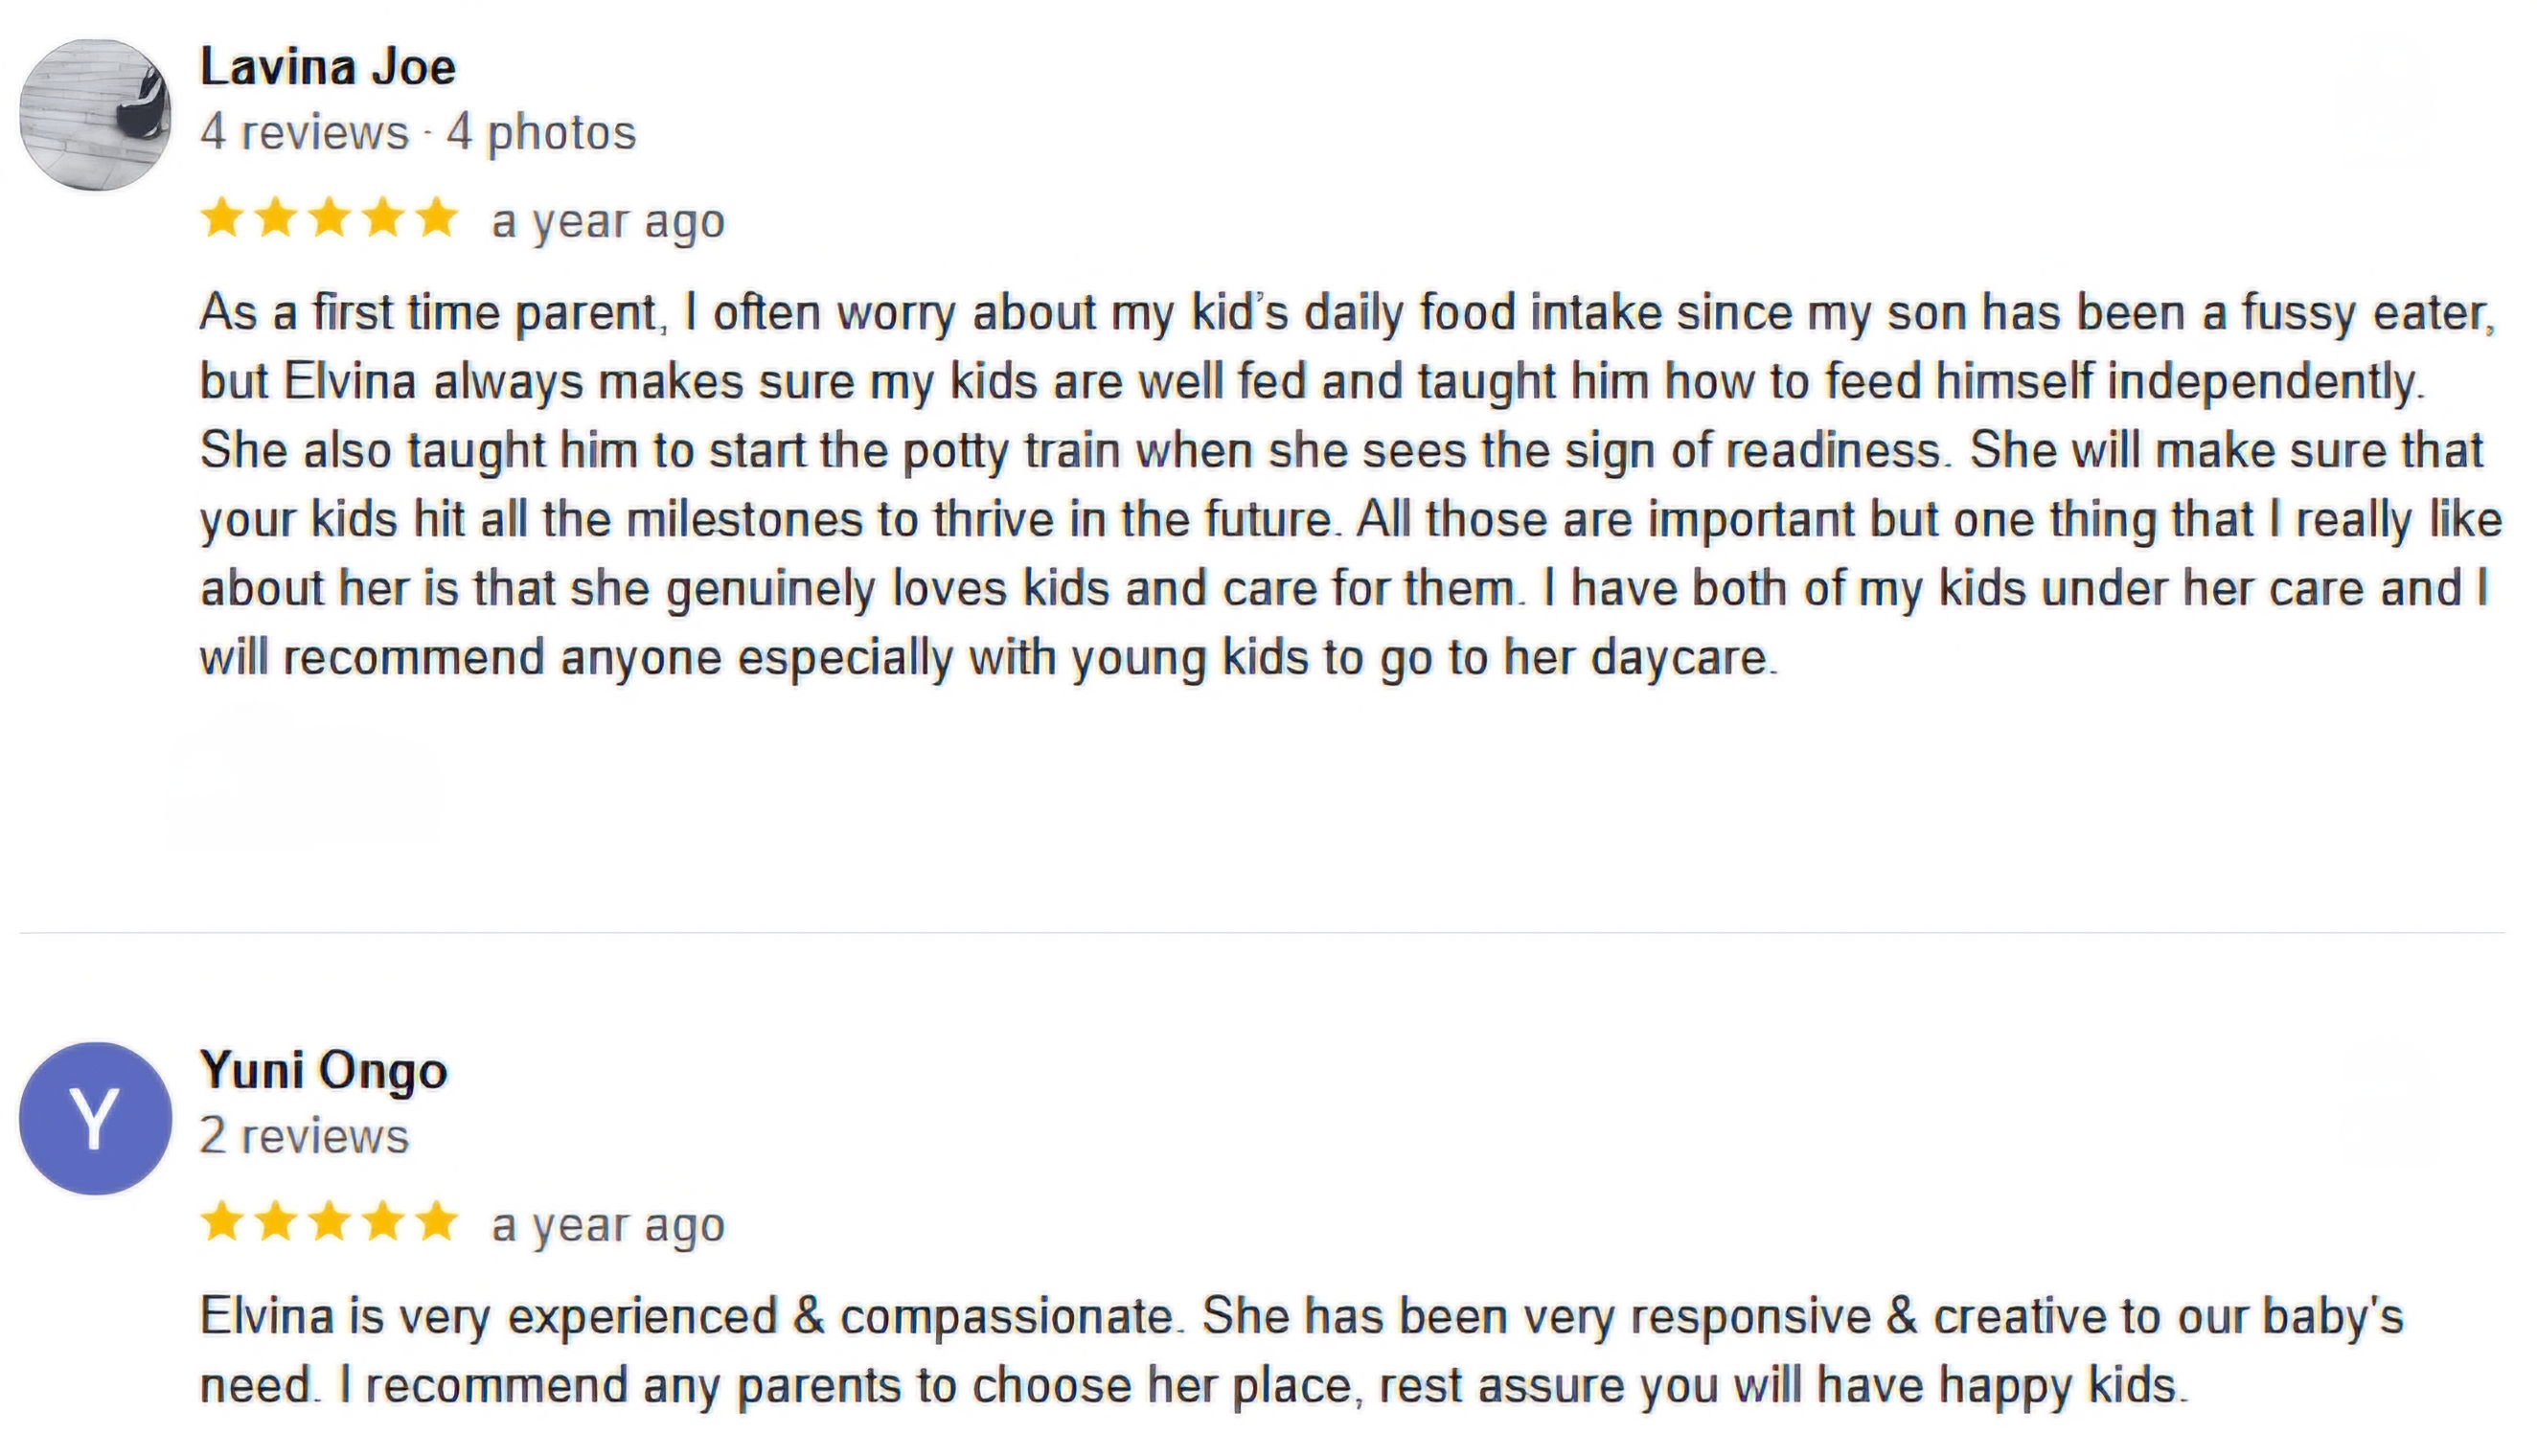 Lavina Joe
4 reviews · 4 photos
a year ago
As a first time parent, I often worry about my kid's daily food intake since my son has been a fussy eater,
but Elvina always makes sure my kids are well fed and taught him how to feed himself independently.
She also taught him to start the potty train when she sees the sign of readiness. She will make sure that
your kids hit all the milestones to thrive in the future. All those are important but one thing that I really like
about her is that she genuinely loves kids and care for them. I have both of my kids under her care and I
will recommend anyone especially with young kids to go to her daycare.
Y
Yuni Ongo
2 reviews
a year ago
Elvina is very experienced & compassionate. She has been very responsive & creative to our baby's
need. I recommend any parents to choose her place, rest assure you will have happy kids.